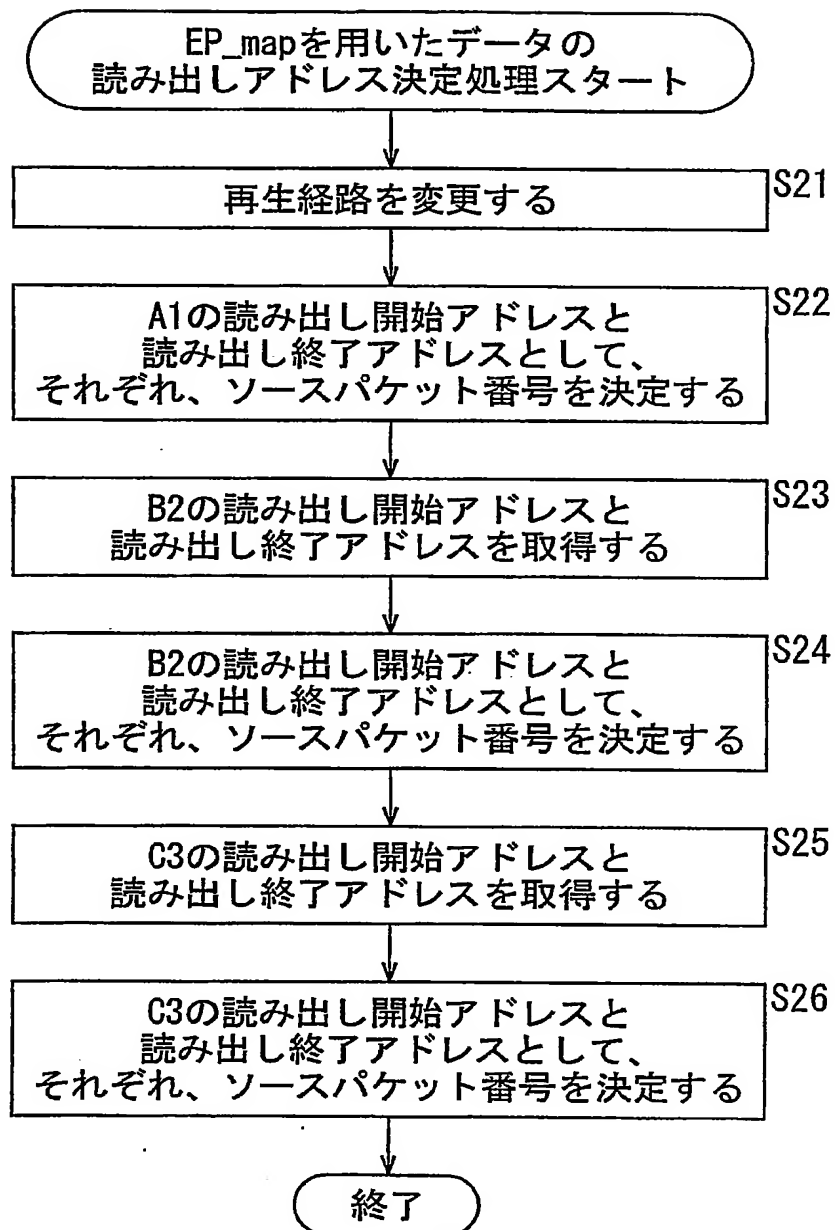 EP_mapを用いたデータの
読み出しアドレス決定処理スタート
再生経路を変更する
S21
A1の読み出し開始アドレスと
読み出し終了アドレスとして、
それぞれ、ソースパケット番号を決定する
S22
B2の読み出し開始アドレスと
読み出し終了アドレスを取得する
S23
B2の読み出し開始アドレスと
読み出し終了アドレスとして、
それぞれ、ソースパケット番号を決定する
S24
C3の読み出し開始アドレスと
読み出し終了アドレスを取得する
S25
C3の読み出し開始アドレスと
読み出し終了アドレスとして、
それぞれ、ソースパケット番号を決定する
S26
終了